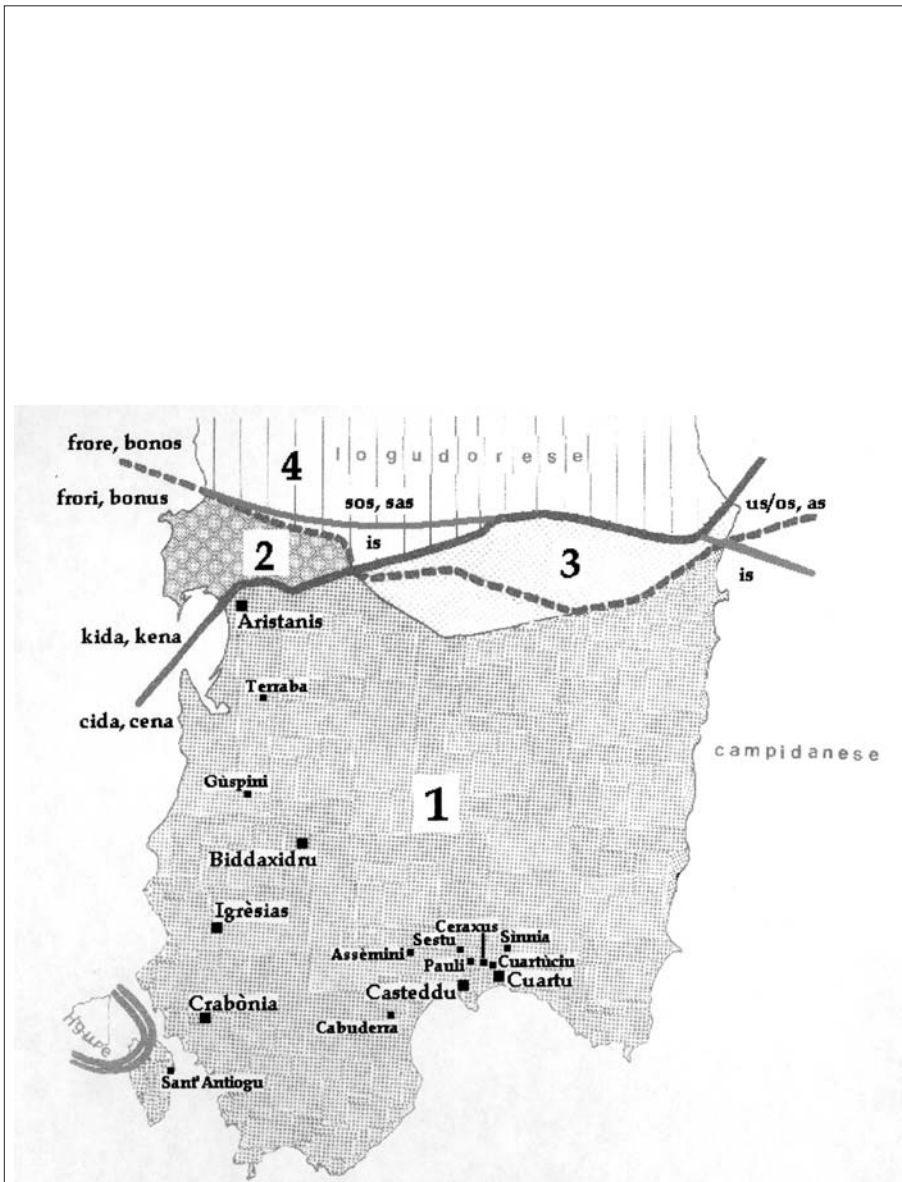 frore, bonos
4
logudorese
frori, bonus
sos, sas
us/os, as
is
2
3
is
Aristanis
kida, kena
Terraba
cida, cena
campidanese
Gùspini
1
Biddaxidru
Igrèsias
Ceraxus
Sestu
Sìnnia
Assèmini
Pauli
Cuartùciu
Cuartu
Casteddu
Crabònia
Cabuderra
ligure
Sant'Antiogu